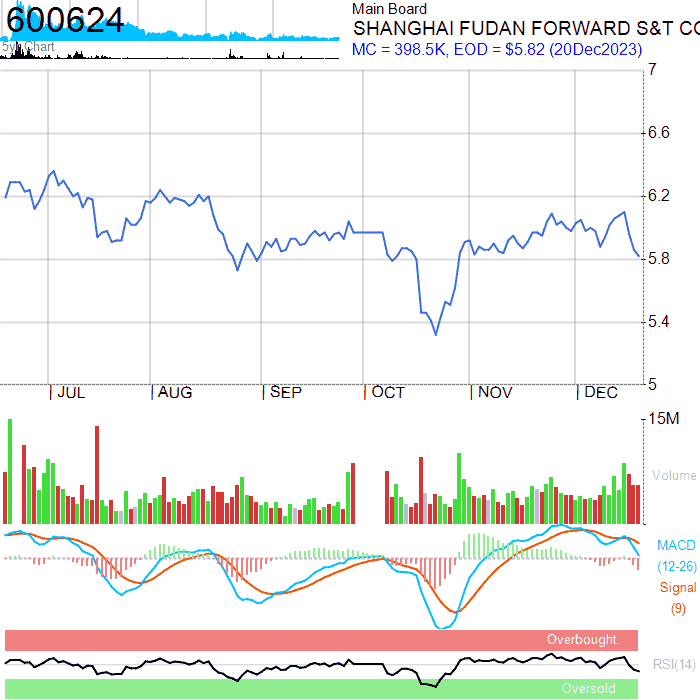 600624
5yr Chart
Main Board
SHANGHAI FUDAN FORWARD S&T CO
MC = 398.5K, EOD = $5.82 (20Dec2023)
7
6.6
6.2
5.8
5.4
5
JUL
AUG
SEP
OCT
NOV
DEC
15M
Volume
MACD
(12-26)
Signal
(9)
Overbought
RSI(14)
Oversold